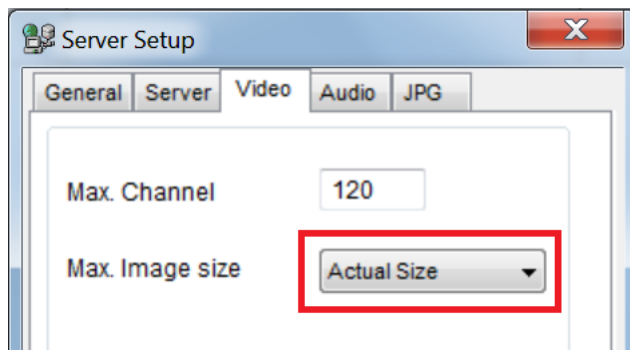 Server Setup
General Server Video Audio JPG
Max. Channel 120
Max. Image size Actual Size